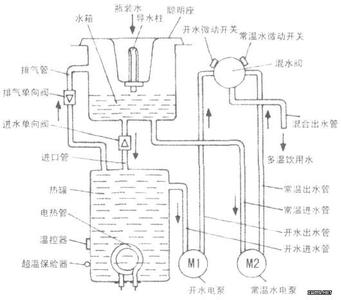 瓶装水
聪明座
水箱
导水柱
开水微动开关
常温水微动开关
排气管
混水阀
排气单向阀
进水单向阀
混合出水管
多温饮用水
进口管
热罐
常温出水管
电热管
常温进水管
开水出水管
温控器
开水进水管
超温保险器
M1
M2
开水电泵
常温水电泵